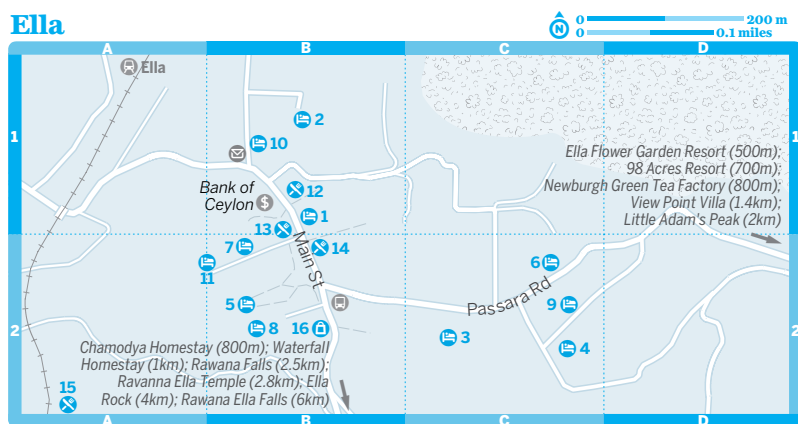 Ella
N
0 200 m
0 0.1 miles
A B C D
Ella
1 1
2
10
Ella Flower Garden Resort (500m);
98 Acres Resort (700m);
Newburgh Green Tea Factory (800m);
View Point Villa (1.4km);
Little Adam's Peak (2km)
Bank of
Ceylon
$
12
1
13
Main St
7
14
11
6
5
Passara Rd
9
8
16
3
4
2 2
Chamodya Homestay (800m); Waterfall
Homestay (1km); Rawana Falls (2.5km);
Ravanna Ella Temple (2.8km); Ella
Rock (4km); Rawana Ella Falls (6km)
15
A B C D